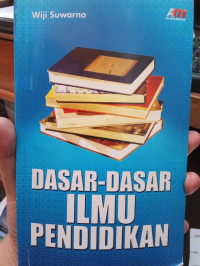 Wiji Suwarno
DASAR-DASAR
ILMU
PENDIDIKAN